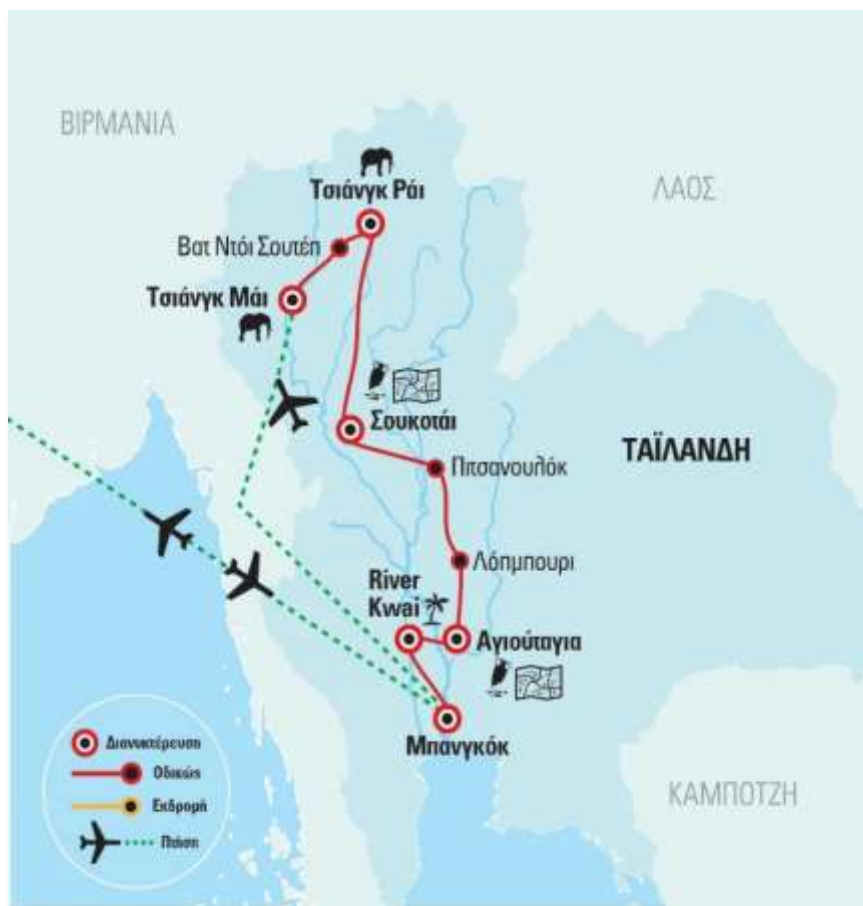 ΒΙΡΜΑΝΙΑ
Τσιάνγκ Ράι
ΛΑΟΣ
Βατ Ντόι Σουτέπ
Τσιάνγκ Μάι
Σουκοτάι
ΤΑΪΛΑΝΔΗ
Πιτσανουλόκ
Λόπμπουρι
River
Kwai
Αγιούταγια
Μπανγκόκ
ΚΑΜΠΟΤΖΗ
Διανυκτέρευση
Οδικώς
Εκδρομή
Πτήση